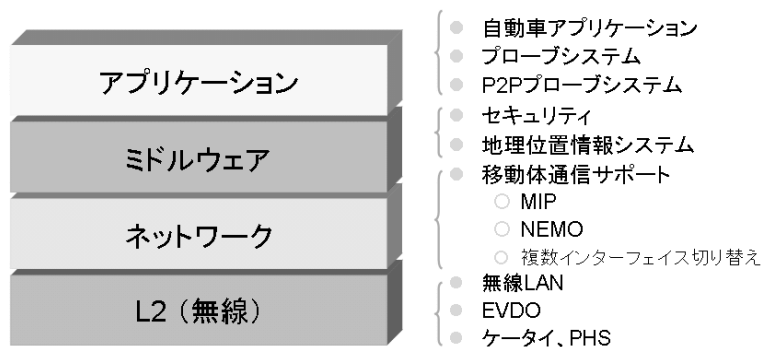 アプリケーション
ミドルウェア
ネットワーク
L2（無線）
自動車アプリケーション
プローブシステム
P2Pプローブシステム
セキュリティ
地理位置情報システム
移動体通信サポート
MIP
NEMO
複数インターフェイス切り替え
無線LAN
EVDO
ケータイ、PHS